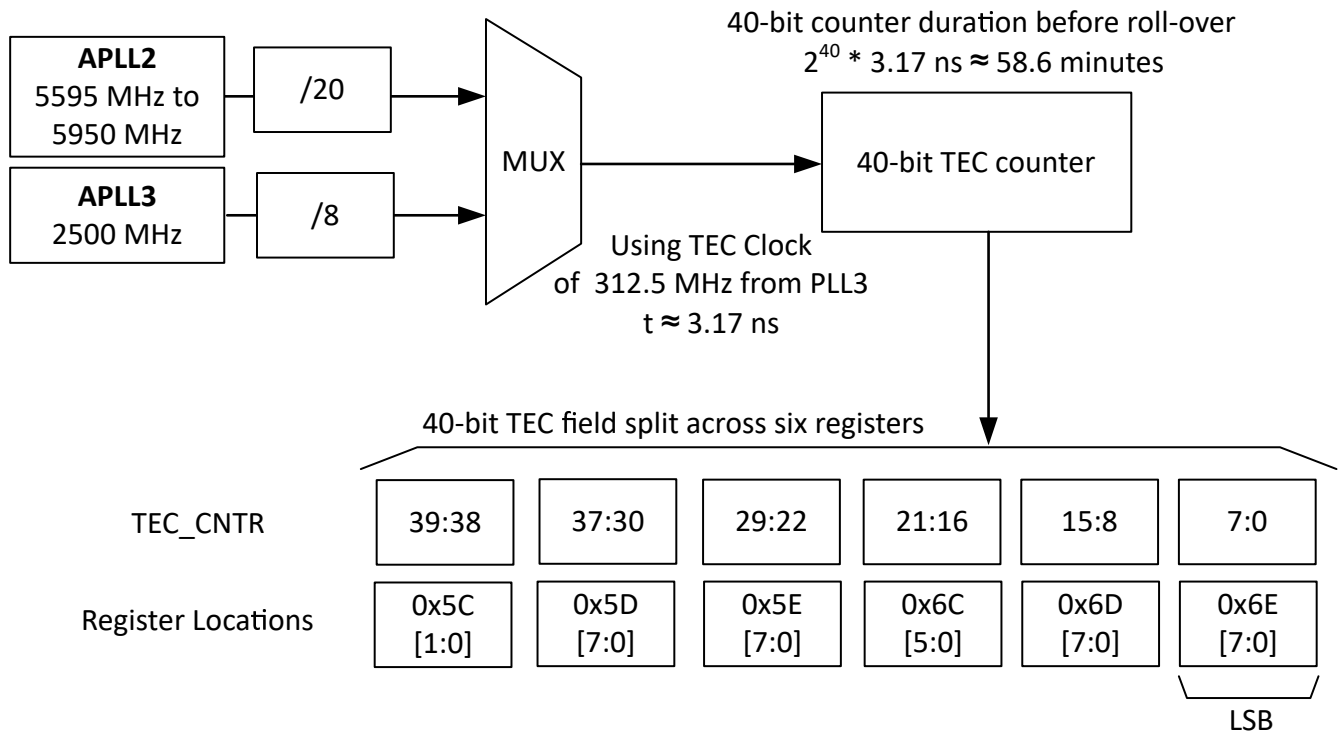 40-bit counter duration before roll-over
2^40 * 3.17 ns ≈ 58.6 minutes
APLL2
5595 MHz to
5950 MHz
/20
APLL3
2500 MHz
/8
MUX
40-bit TEC counter
Using TEC Clock
of 312.5 MHz from PLL3
t ≈ 3.17 ns
40-bit TEC field split across six registers
TEC_CNTR
39:38
37:30
29:22
21:16
15:8
7:0
Register Locations
0x5C
[1:0]
0x5D
[7:0]
0x5E
[7:0]
0x6C
[5:0]
0x6D
[7:0]
0x6E
[7:0]
LSB